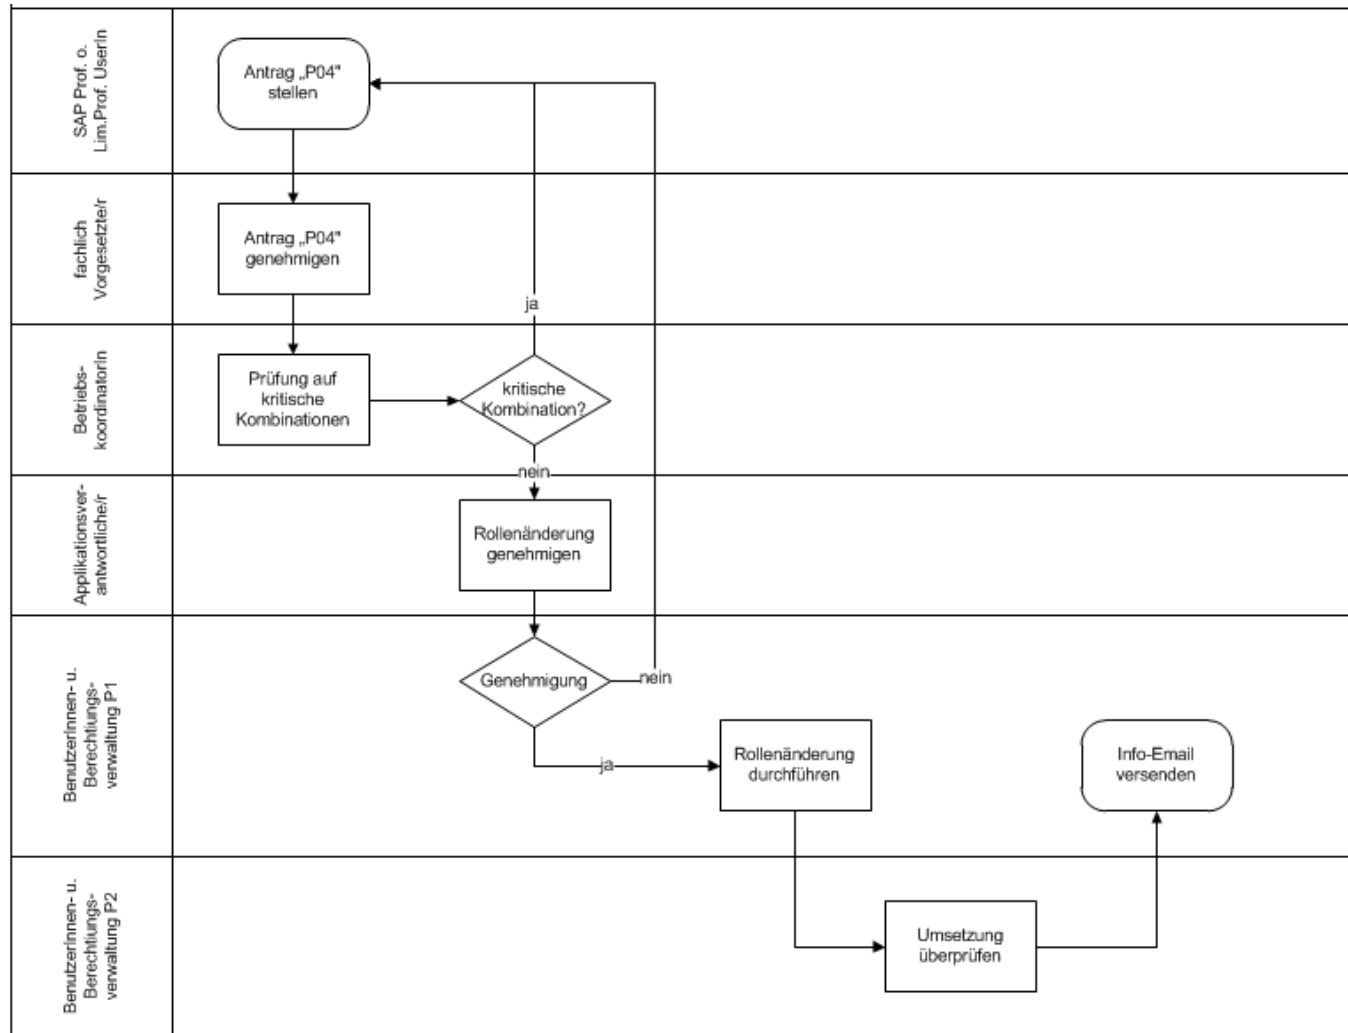 SAP Prof. o.
Lim.Prof. UserIn
Antrag „P04"
stellen
fachlich
Vorgesetzte/r
Antrag „P04"
genehmigen
ja
Betriebs-
koordinatorIn
Prüfung auf
kritische
Kombinationen
kritische
Kombination?
nein
Applikationsver-
antwortliche/r
Rollenänderung
genehmigen
BenutzerInnen- u.
Berechtiungs-
verwaltung P1
Genehmigung
nein
ja
Rollenänderung
durchführen
Info-Email
versenden
BenutzerInnen- u.
Berechtiungs-
verwaltung P2
Umsetzung
überprüfen